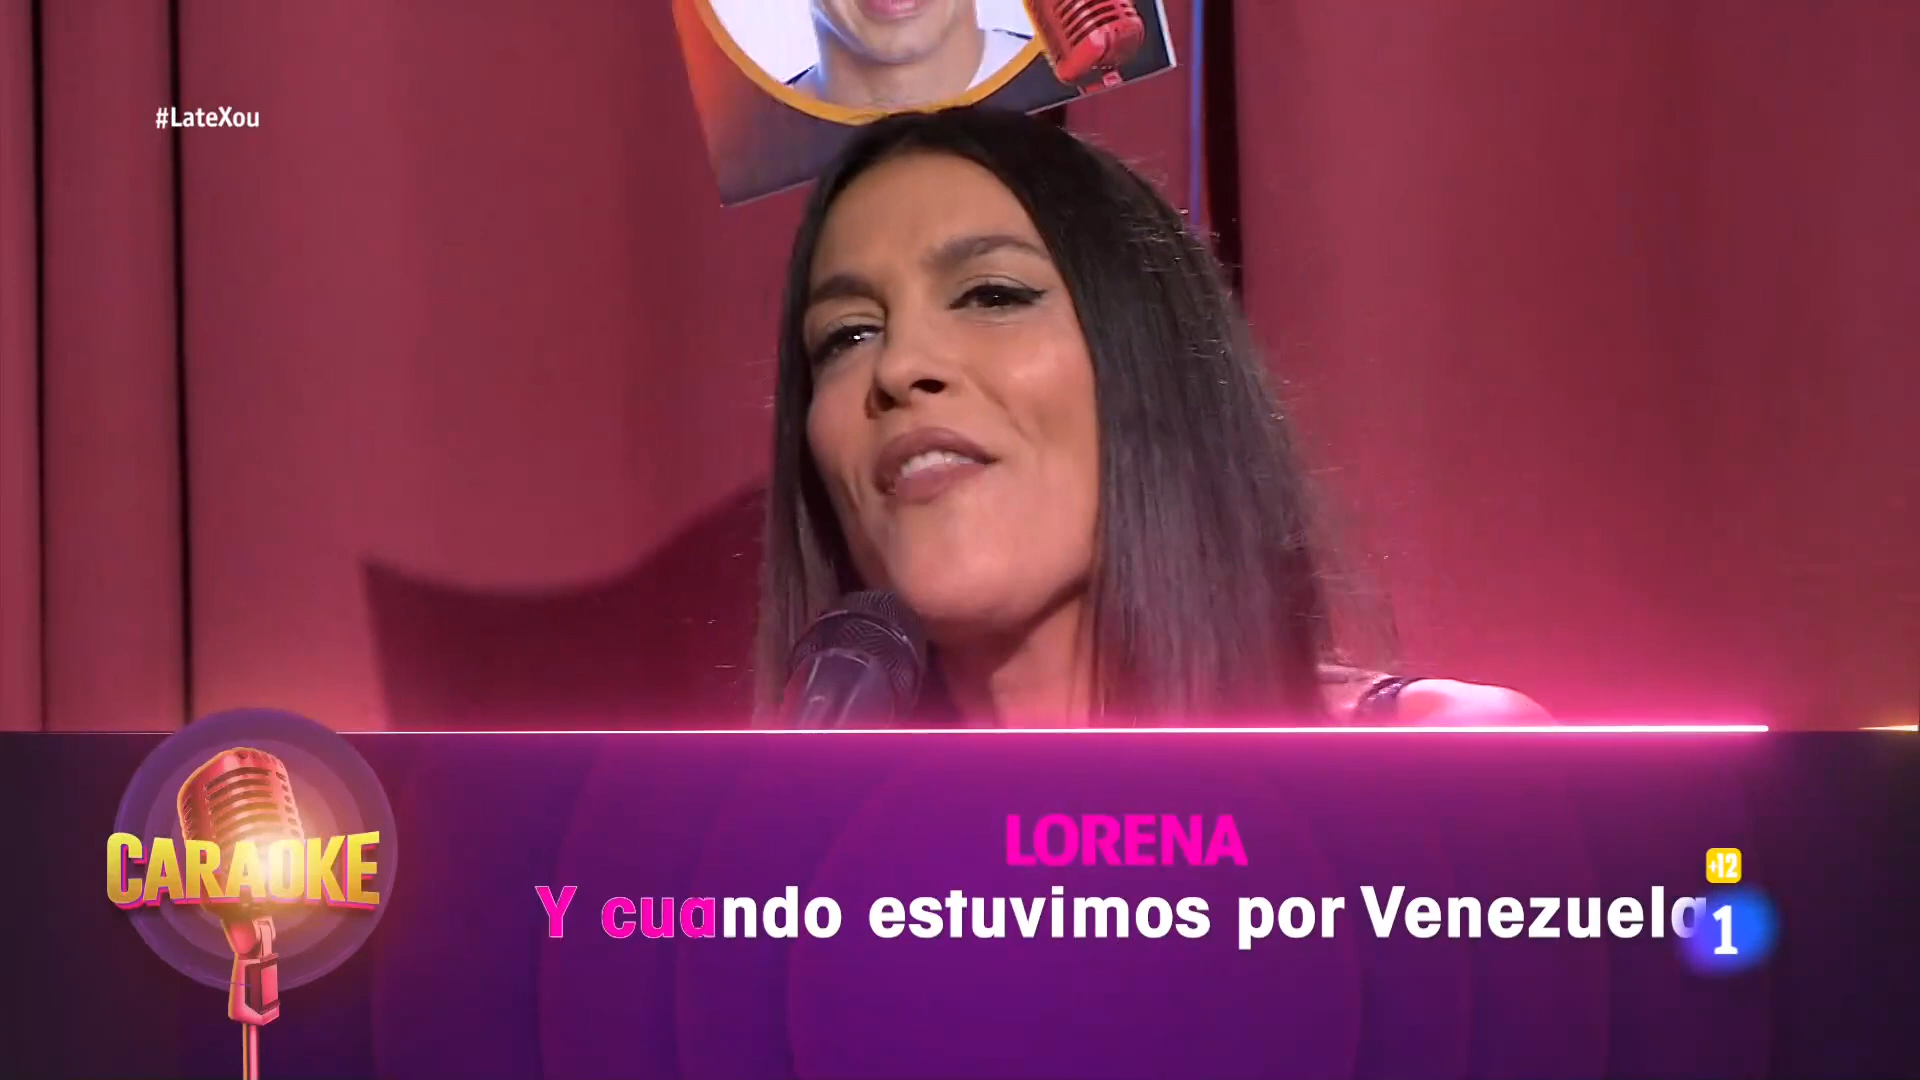 #LateXou
LORENA
CARAOKE
+12
Y cuando estuvimos por Venezuela
1